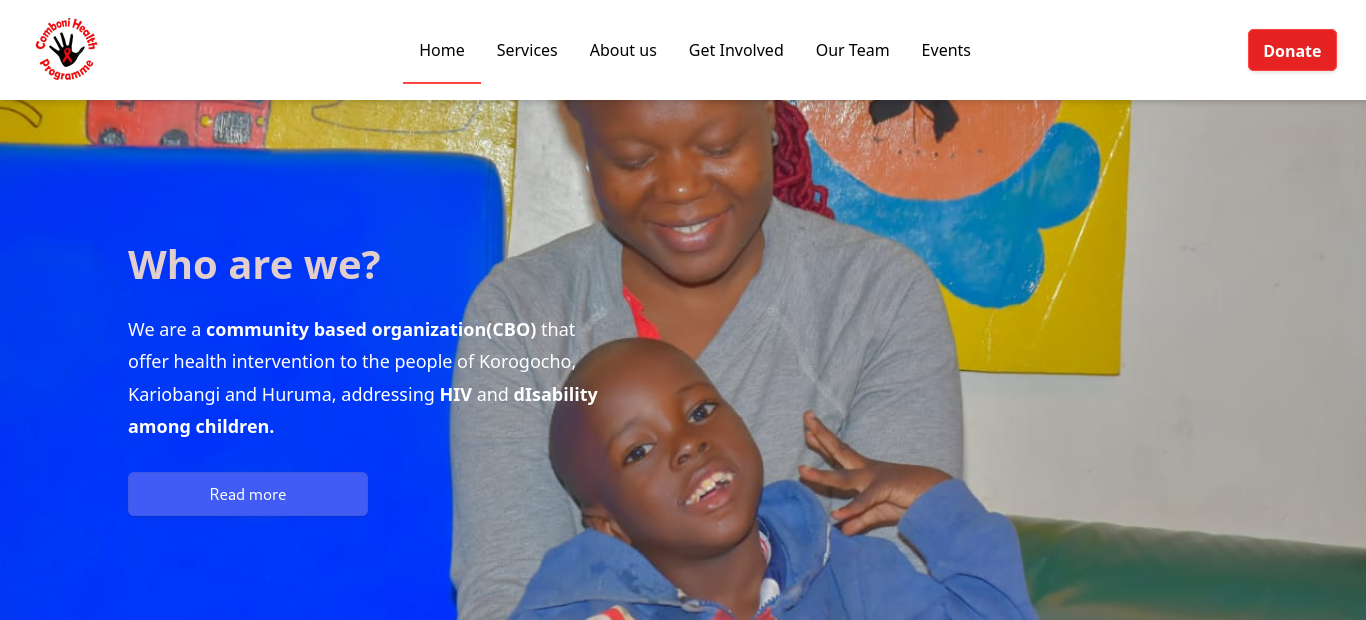 Comboni Health
Programme
Home
Services
About us
Get Involved
Our Team
Events
Donate
Who are we?
We are a community based organization(CBO) that
offer health intervention to the people of Korogocho,
Kariobangi and Huruma, addressing HIV and dIsability
among children.
Read more